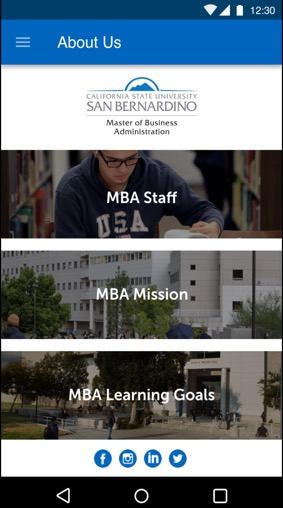 12:30
About Us
CALIFORNIA STATE UNIVERSITY
SAN BERNARDINO
Master of Business
Administration
USA
MBA Staff
MBA Mission
MBA Learning Goals